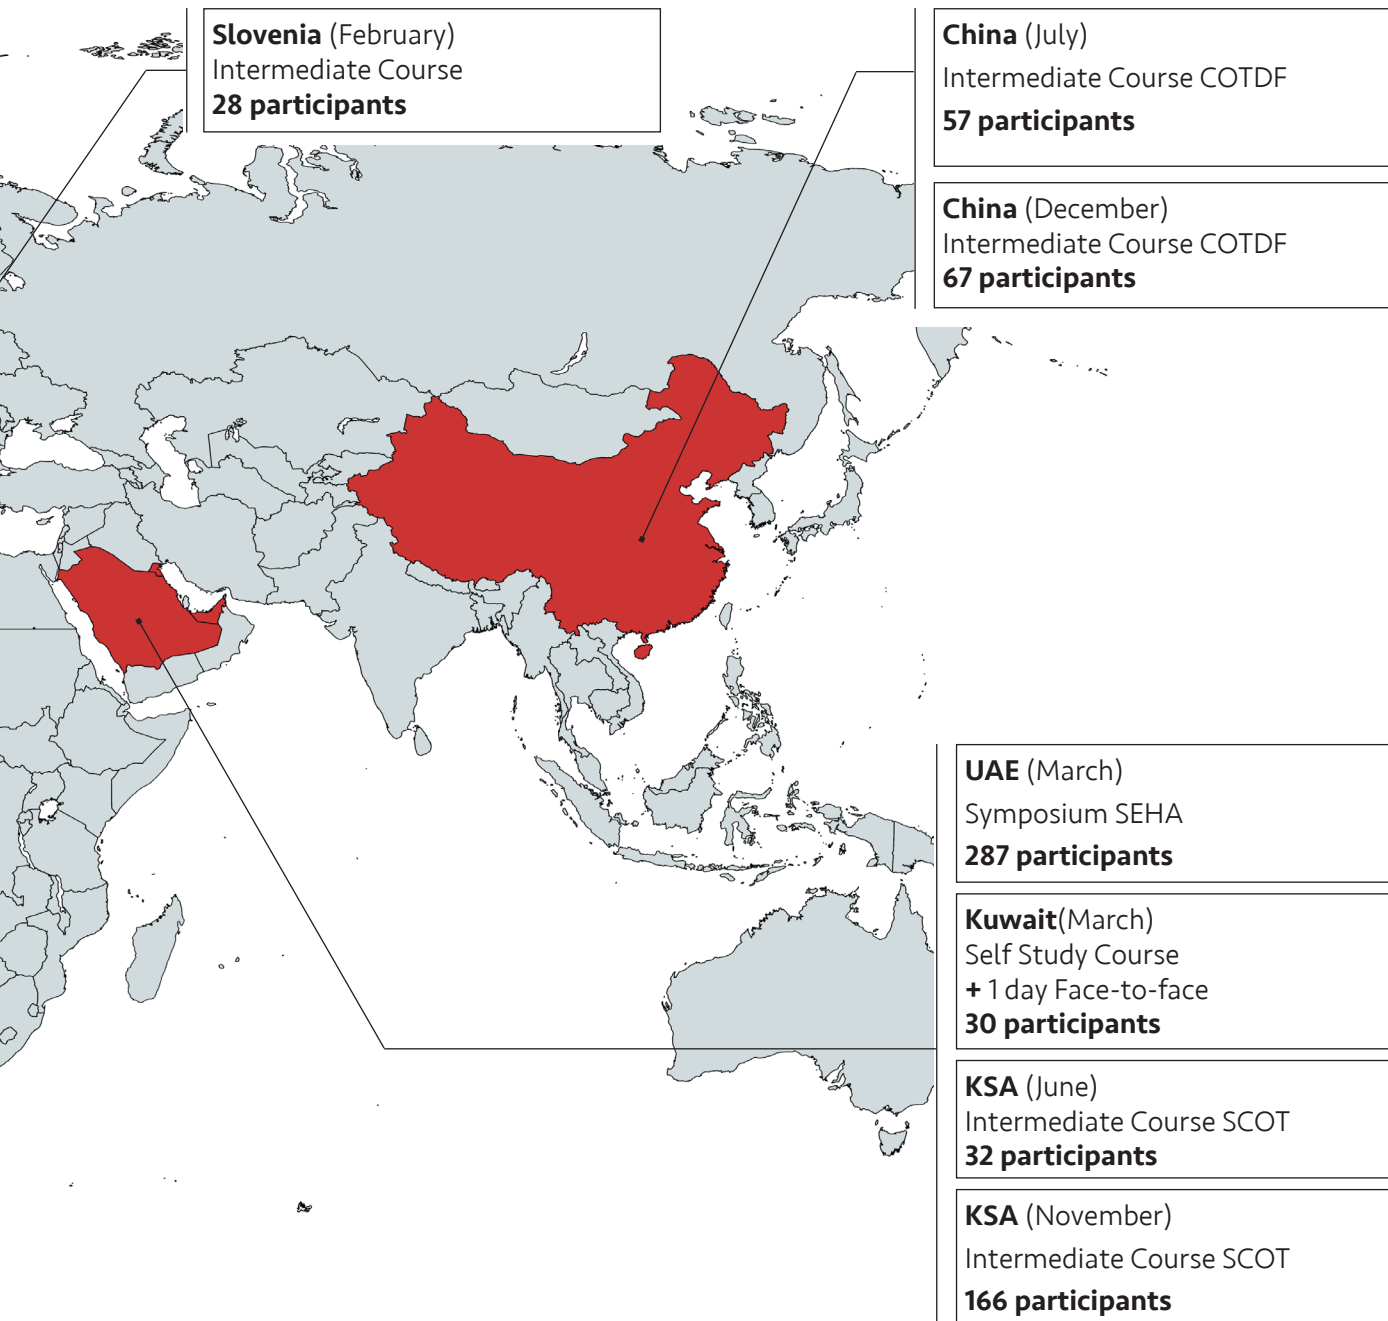 Slovenia (February)
Intermediate Course
28 participants
China (July)
Intermediate Course COTDF
57 participants
China (December)
Intermediate Course COTDF
67 participants
UAE (March)
Symposium SEHA
287 participants
Kuwait(March)
Self Study Course
+ 1 day Face-to-face
30 participants
KSA (June)
Intermediate Course SCOT
32 participants
KSA (November)
Intermediate Course SCOT
166 participants